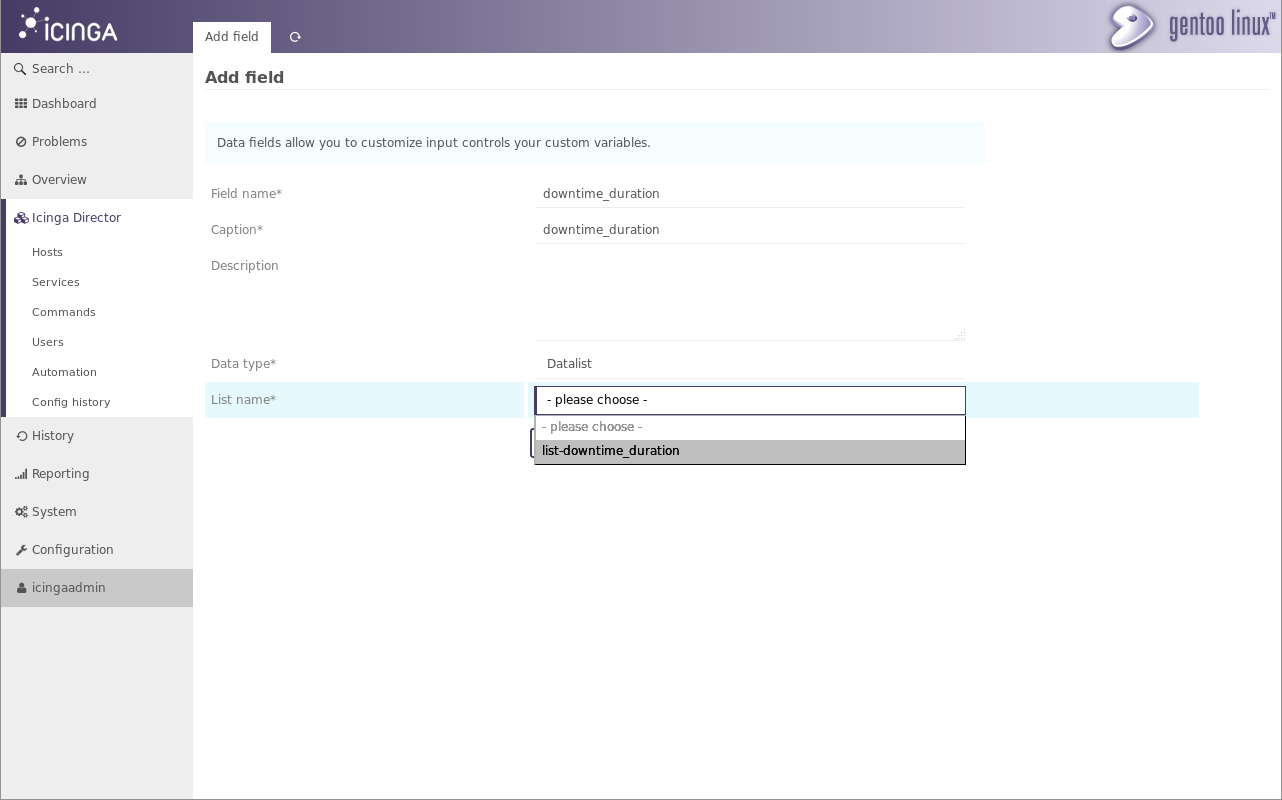 icinga
Add field
gentoo linux™
Search ...
Dashboard
Problems
Overview
Icinga Director
Hosts
Services
Commands
Users
Automation
Config history
History
Reporting
System
Configuration
icingaadmin
Add field
Data fields allow you to customize input controls your custom variables.
Field name*
downtime_duration
Caption*
downtime_duration
Description
Data type*
Datalist
List name*
- please choose -
- please choose -
list-downtime_duration